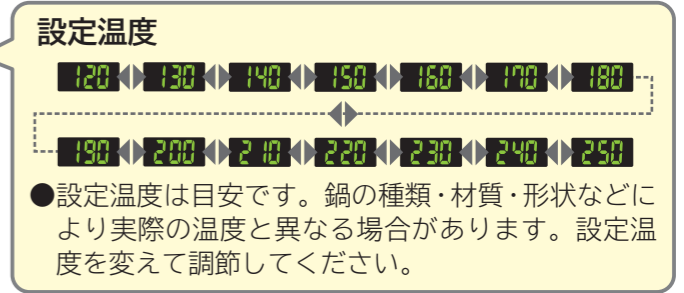 設定温度
120 130 140 150 160 170 180
190 200 210 220 230 240 250
●設定温度は目安です。鍋の種類・材質・形状などに
より実際の温度と異なる場合があります。設定温
度を変えて調節してください。